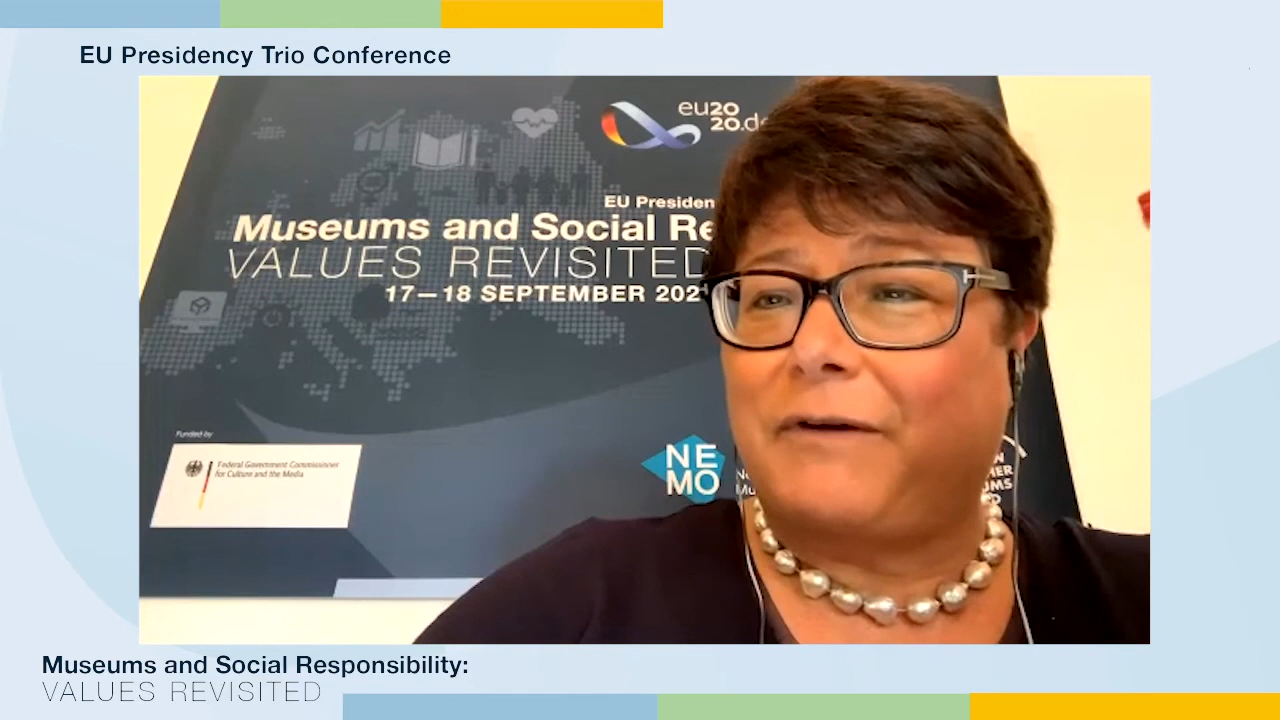 EU Presidency Trio Conference
eu20
20.de
EU Presiden
Museums and Social Re
VALUES REVISITED
17—18 SEPTEMBER 202
Funded by
Federal Government Commissioner
for Culture and the Media
NE
MO
Museums and Social Responsibility:
VALUES REVISITED